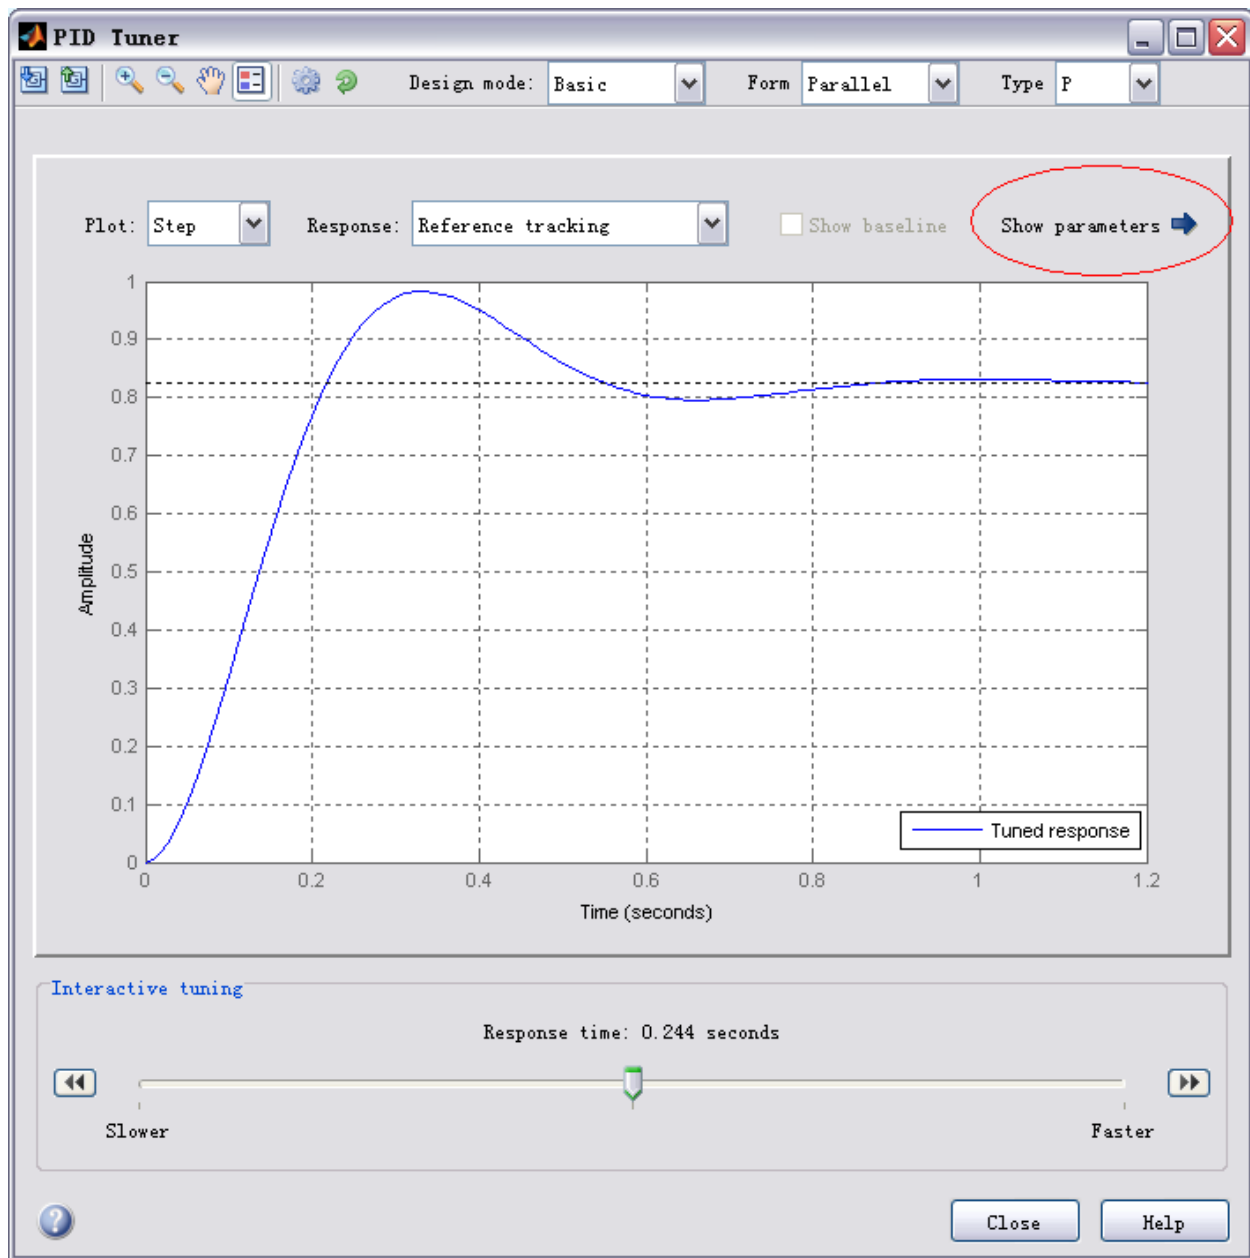 PID Tuner
Design mode: Basic Form Parallel Type P
Plot: Step Response: Reference tracking Show baseline Show parameters
1
0.9
0.8
0.7
0.6
0.5
0.4
0.3
0.2
0.1
0
Amplitude
Tuned response
0 0.2 0.4 0.6 0.8 1 1.2
Time (seconds)
Interactive tuning
Response time: 0.244 seconds
Slower Faster
? Close Help